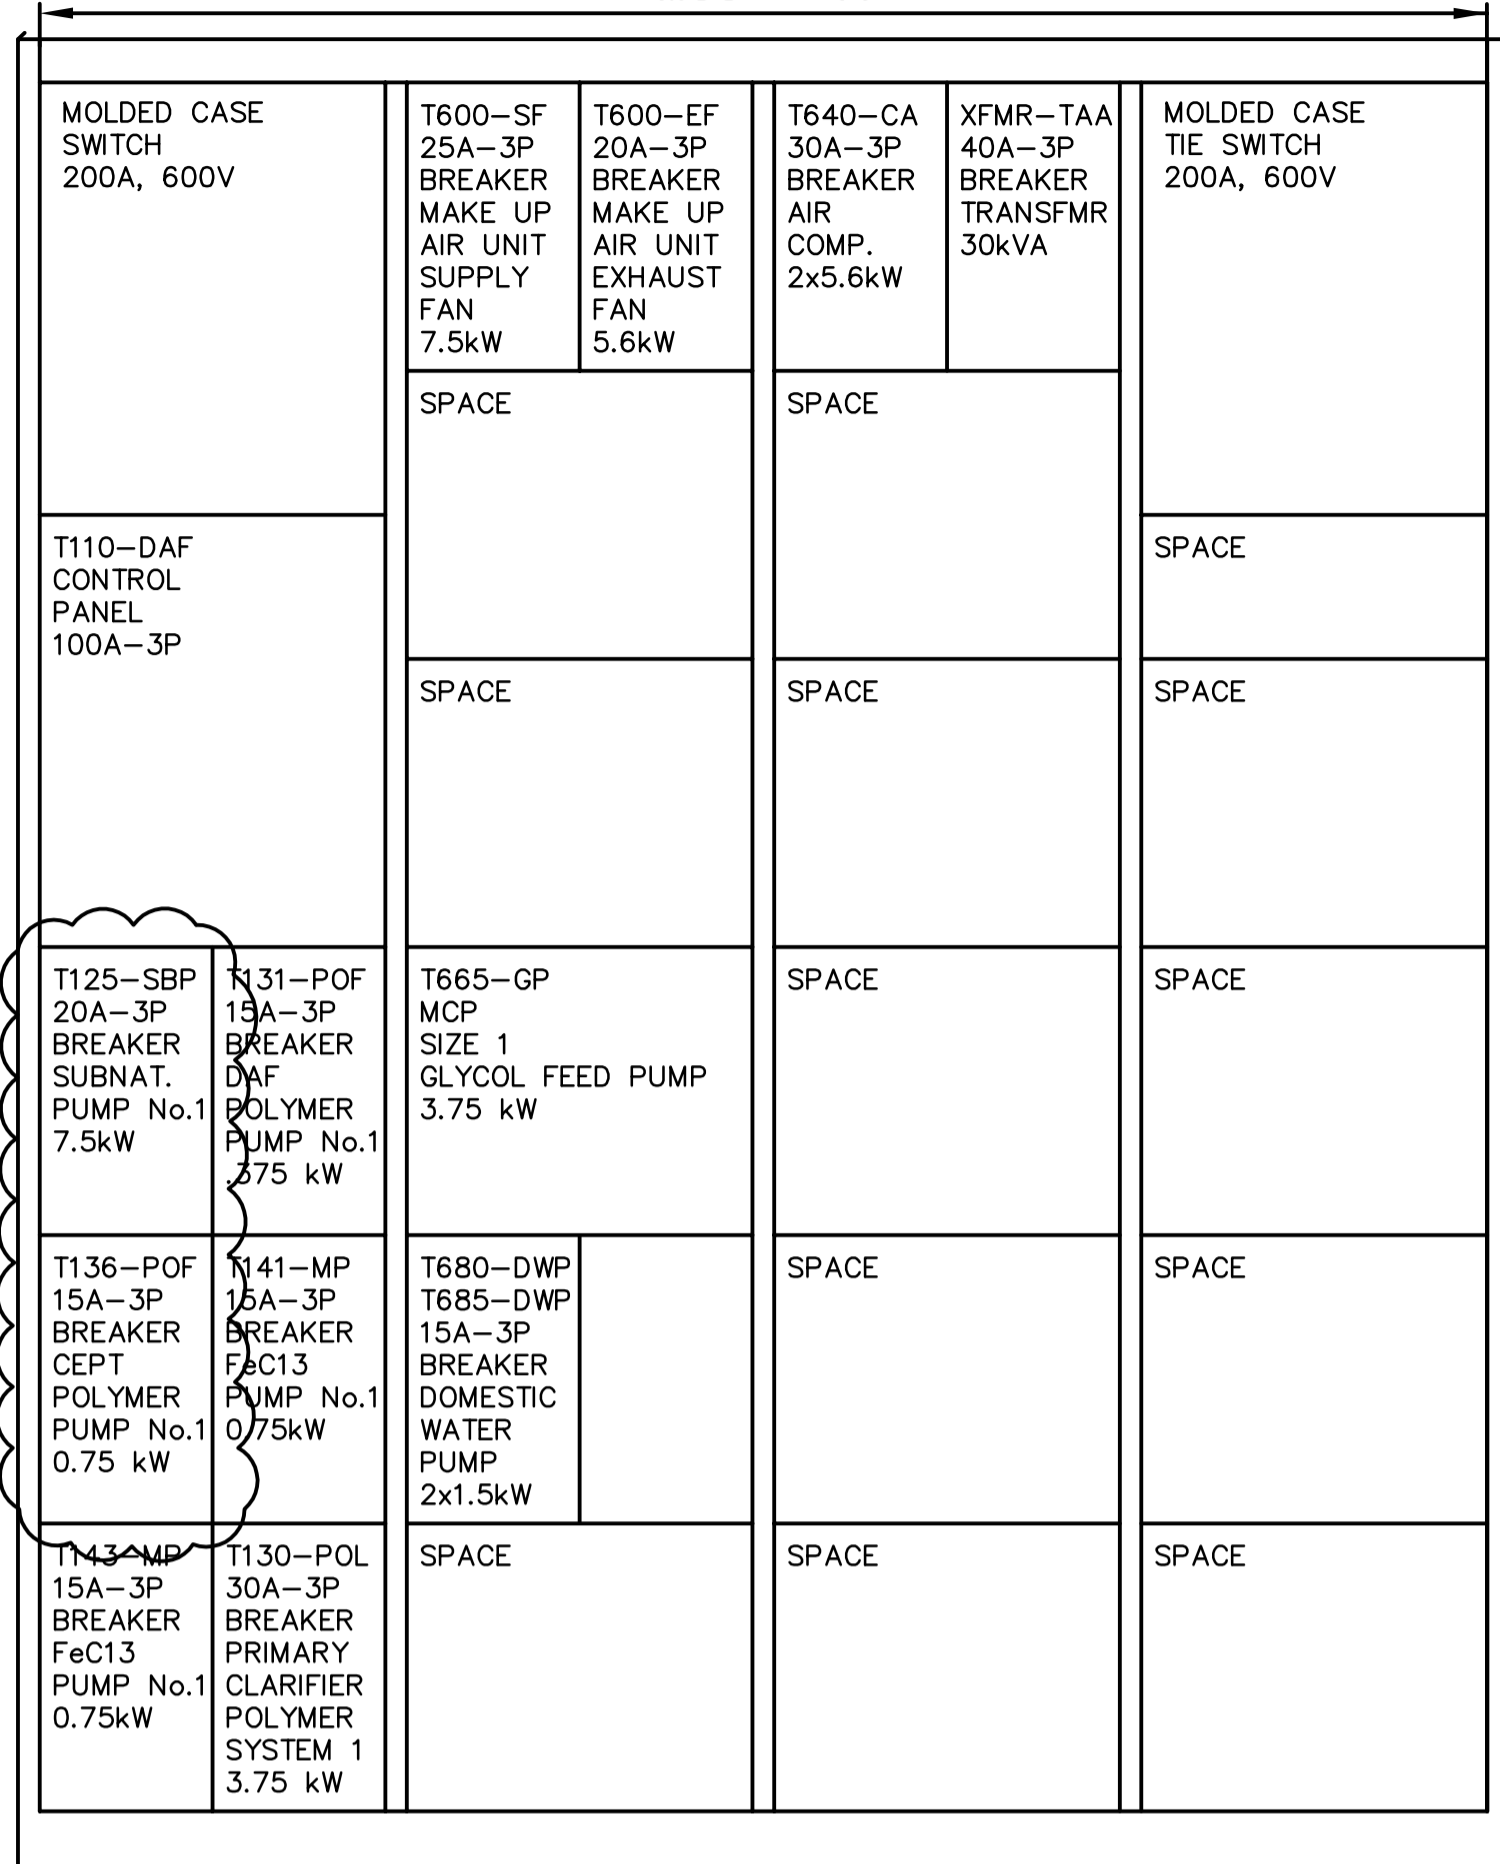 MOLDED CASE
SWITCH
200A, 600V
T110-DAF
CONTROL
PANEL
100A-3P
T125-SBP
20A-3P
BREAKER
SUBNAT.
PUMP No.1
7.5kW
T131-POF
15A-3P
BREAKER
DAF
POLYMER
PUMP No.1
.375 kW
T136-POF
15A-3P
BREAKER
CEPT
POLYMER
PUMP No.1
0.75 kW
T141-MP
15A-3P
BREAKER
FeC13
PUMP No.1
0.75kW
T143-MP
15A-3P
BREAKER
FeC13
PUMP No.1
0.75kW
T130-POL
30A-3P
BREAKER
PRIMARY
CLARIFIER
POLYMER
SYSTEM 1
3.75 kW
T600-SF
25A-3P
BREAKER
MAKE UP
AIR UNIT
SUPPLY
FAN
7.5kW
T600-EF
20A-3P
BREAKER
MAKE UP
AIR UNIT
EXHAUST
FAN
5.6kW
SPACE
SPACE
T665-GP
MCP
SIZE 1
GLYCOL FEED PUMP
3.75 kW
T680-DWP
T685-DWP
15A-3P
BREAKER
DOMESTIC
WATER
PUMP
2x1.5kW
SPACE
T640-CA
30A-3P
BREAKER
AIR
COMP.
2x5.6kW
XFMR-TAA
40A-3P
BREAKER
TRANSFMR
30kVA
SPACE
SPACE
SPACE
SPACE
SPACE
MOLDED CASE
TIE SWITCH
200A, 600V
SPACE
SPACE
SPACE
SPACE
SPACE